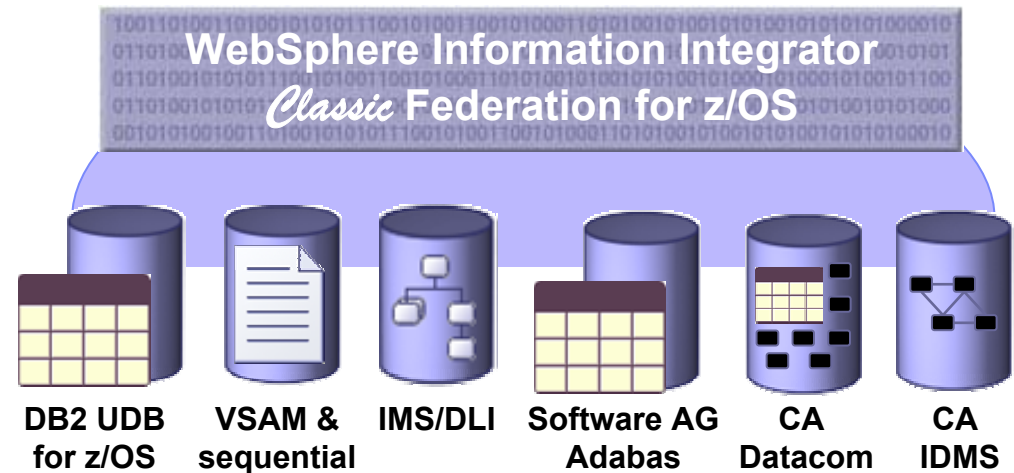 WebSphere Information Integrator
Classic Federation for z/OS
DB2 UDB
for z/OS
VSAM &
sequential
IMS/DLI
Software AG
Adabas
CA
Datacom
CA
IDMS